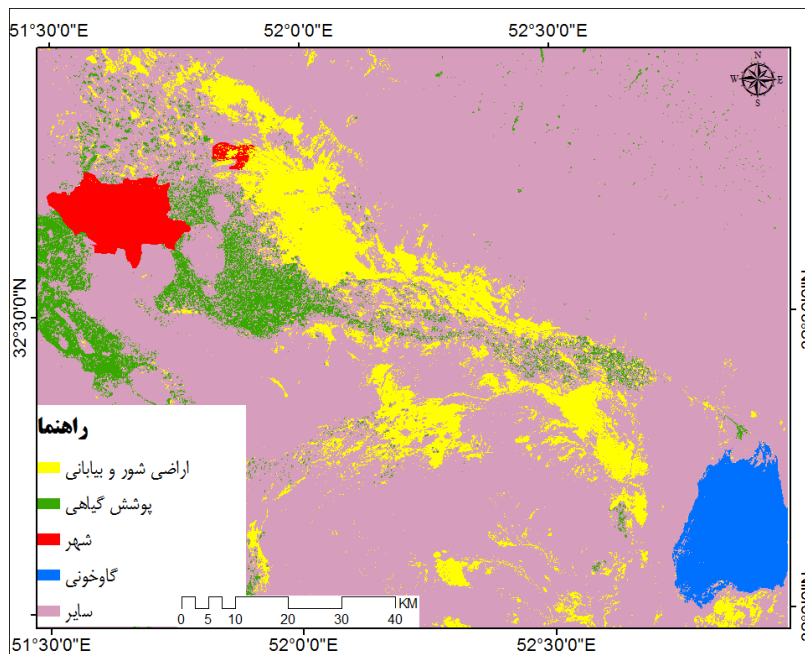 51°30'0"E 52°0'0"E 52°30'0"E
N
W E
S
32°30'0"N
راهنما
اراضی شور و بیابانی
پوشش گیاهی
شهر
گاوخونی
سایر
KM
0 5 10 20 30 40
51°30'0"E 52°0'0"E 52°30'0"E